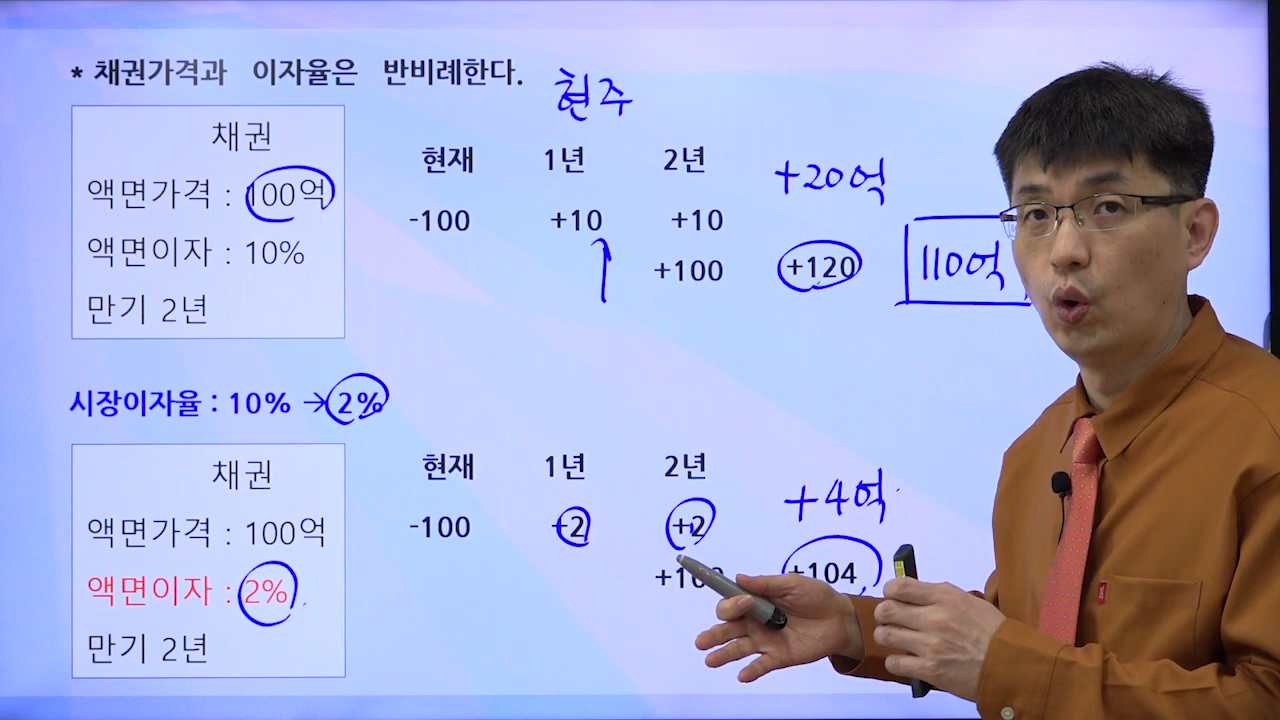 * 채권가격과 이자율은 반비례한다.
현주
채권
액면가격 : 100억
액면이자 : 10%
만기 2년
현재 1년 2년
-100 +10 +10
+100 +120
+20억
110억
시장이자율 : 10% → 2%
채권
액면가격 : 100억
액면이자 : 2%
만기 2년
현재 1년 2년
-100 +2 +2
+100 +104
+4억